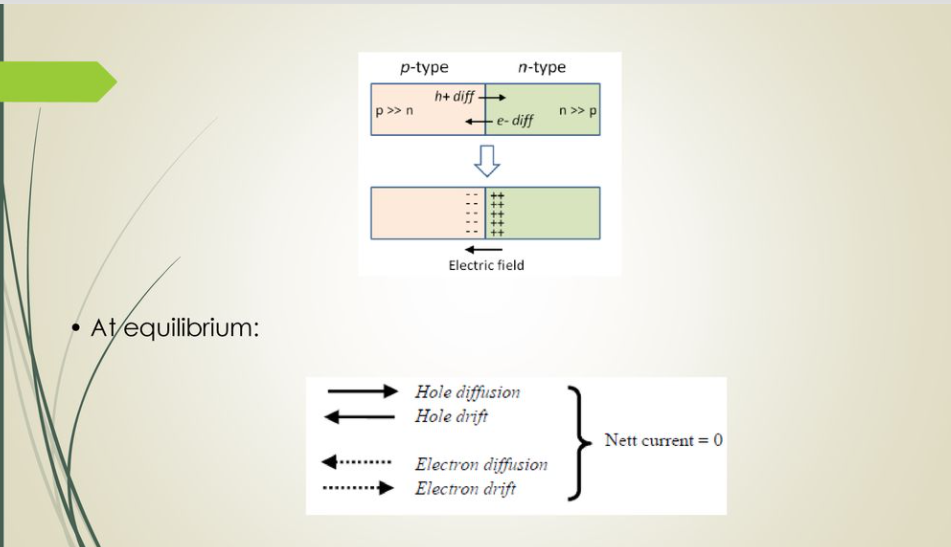 p-type n-type
p >> n h+ diff e- diff n >> p
-- ++
-- ++
-- ++
-- ++
-- ++
Electric field
• At equilibrium:
Hole diffusion
Hole drift
Nett current = 0
Electron diffusion
Electron drift